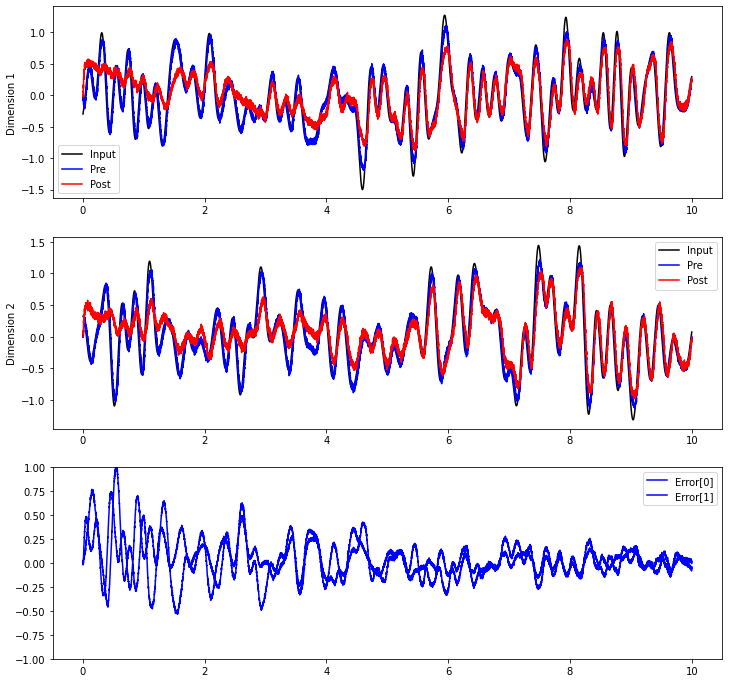 Dimension 1
1.0
0.5
0.0
−0.5
−1.0
−1.5
Input
Pre
Post
0 2 4 6 8 10
Dimension 2
1.5
1.0
0.5
0.0
−0.5
−1.0
Input
Pre
Post
0 2 4 6 8 10
1.00
0.75
0.50
0.25
0.00
−0.25
−0.50
−0.75
−1.00
Error[0]
Error[1]
0 2 4 6 8 10